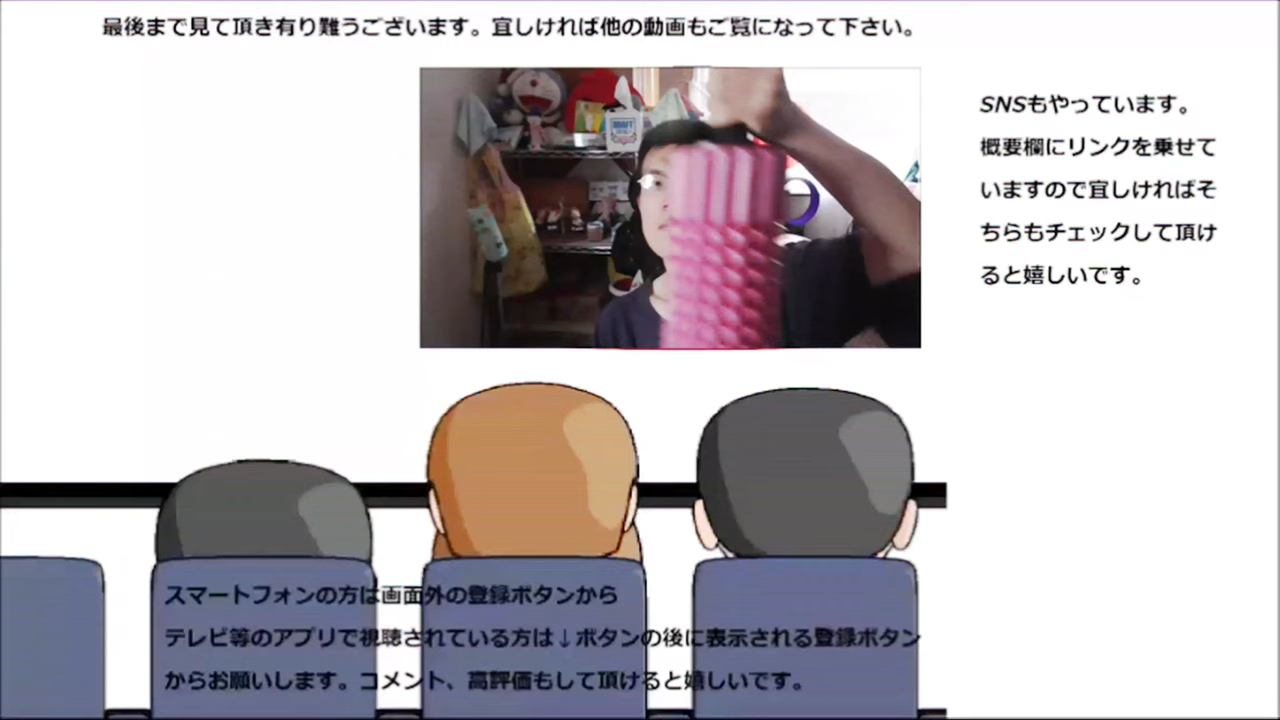 最後まで見て頂き有り難うございます。宜しければ他の動画もご覧になって下さい。
SNSもやっています。
概要欄にリンクを乗せて
いますので宜しければそ
ちらもチェックして頂け
ると嬉しいです。
スマートフォンの方は画面外の登録ボタンから
テレビ等のアプリで視聴されている方は↓ボタンの後に表示される登録ボタン
からお願いします。コメント、高評価もして頂けると嬉しいです。